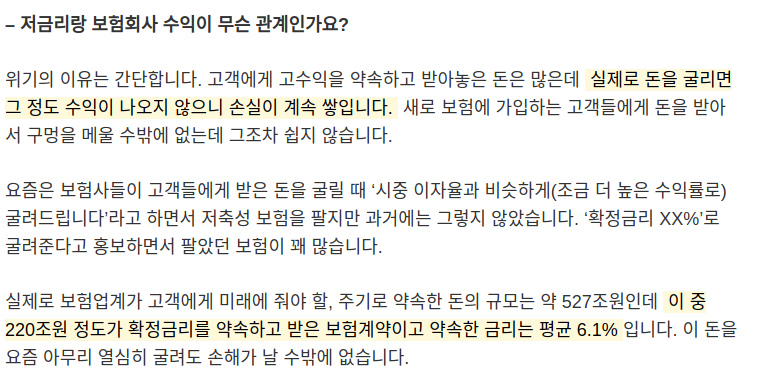 – 저금리랑 보험회사 수익이 무슨 관계인가요?
위기의 이유는 간단합니다. 고객에게 고수익을 약속하고 받아놓은 돈은 많은데 실제로 돈을 굴리면
그 정도 수익이 나오지 않으니 손실이 계속 쌓입니다. 새로 보험에 가입하는 고객들에게 돈을 받아
서 구멍을 메울 수밖에 없는데 그조차 쉽지 않습니다.
요즘은 보험사들이 고객들에게 받은 돈을 굴릴 때 ‘시중 이자율과 비슷하게(조금 더 높은 수익률로)
굴려드립니다’라고 하면서 저축성 보험을 팔지만 과거에는 그렇지 않았습니다. ‘확정금리 XX%’로
굴려준다고 홍보하면서 팔았던 보험이 꽤 많습니다.
실제로 보험업계가 고객에게 미래에 줘야 할, 주기로 약속한 돈의 규모는 약 527조원인데 이 중
220조원 정도가 확정금리를 약속하고 받은 보험계약이고 약속한 금리는 평균 6.1% 입니다. 이 돈을
요즘 아무리 열심히 굴려도 손해가 날 수밖에 없습니다.